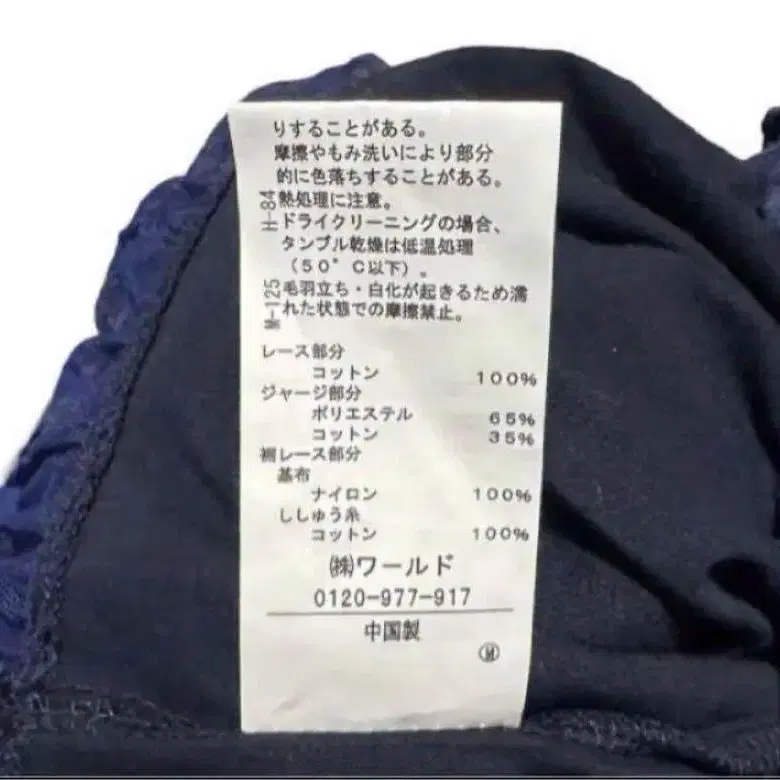 りすることがある。
摩擦やもみ洗いにより部分
的に色落ちすることがある。
H-84 熱処理に注意。
ドライクリーニングの場合、
タンブル乾燥は低温処理
(50°C以下)。
M-125 毛羽立ち・白化が起きるため濡
れた状態での摩擦禁止。
レース部分
コットン 100%
ジャージ部分
ポリエステル 65%
コットン 35%
裾レース部分
基布
ナイロン 100%
ししゅう糸
コットン 100%
㈱ワールド
0120-977-917
中国製
Ⓜ